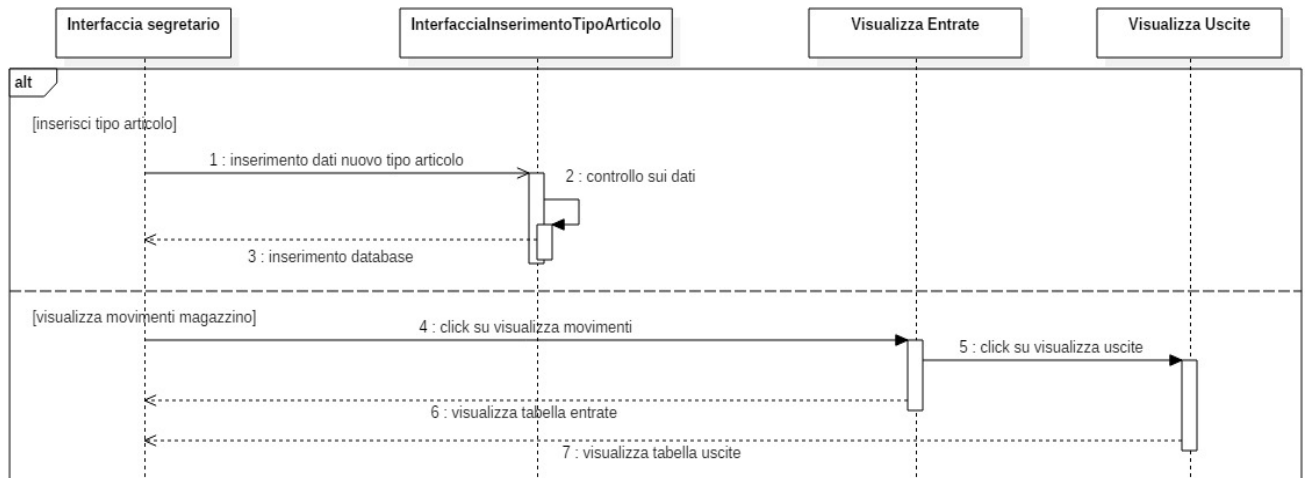 Interfaccia segretario
InterfacciaInserimentoTipoArticolo
Visualizza Entrate
Visualizza Uscite
alt
[inserisci tipo articolo]
1 : inserimento dati nuovo tipo articolo
2 : controllo sui dati
3 : inserimento database
[visualizza movimenti magazzino]
4 : click su visualizza movimenti
5 : click su visualizza uscite
6 : visualizza tabella entrate
7 : visualizza tabella uscite